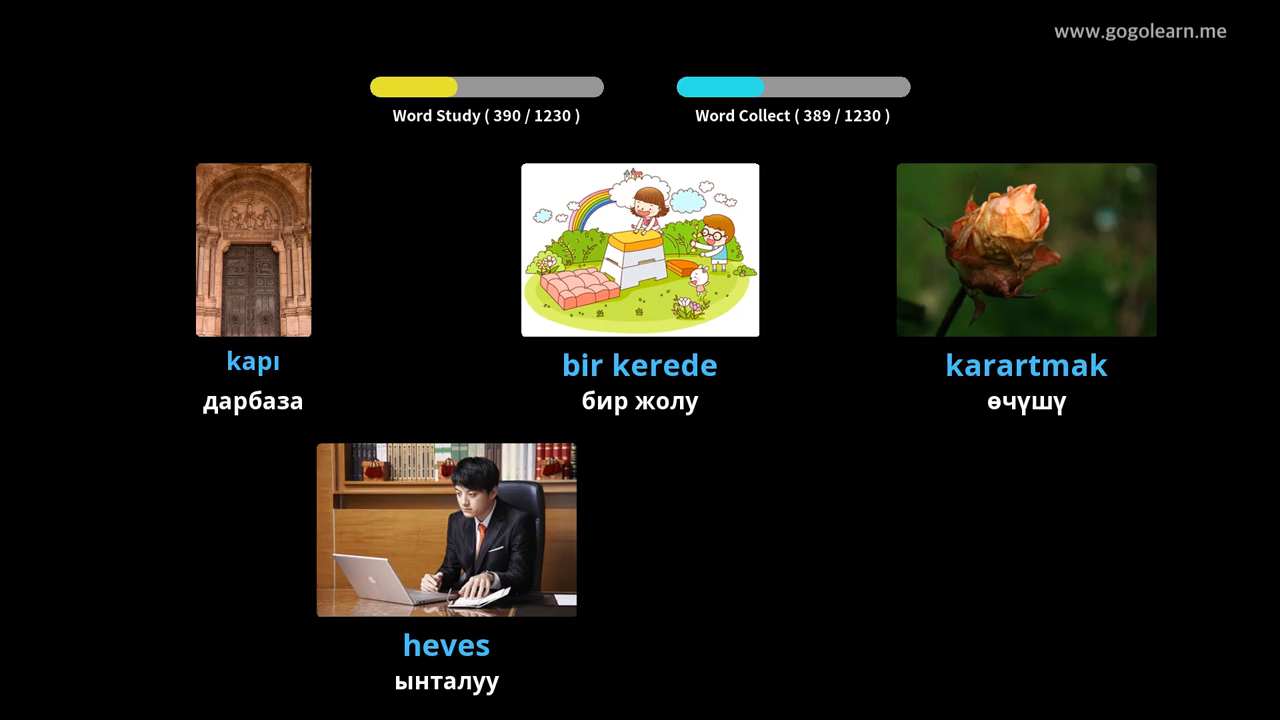 www.gogolearn.me
Word Study ( 390 / 1230 )
Word Collect ( 389 / 1230 )
kapı
дарбаза
bir kerede
бир жолу
karartmak
өчүшү
heves
ынталуу